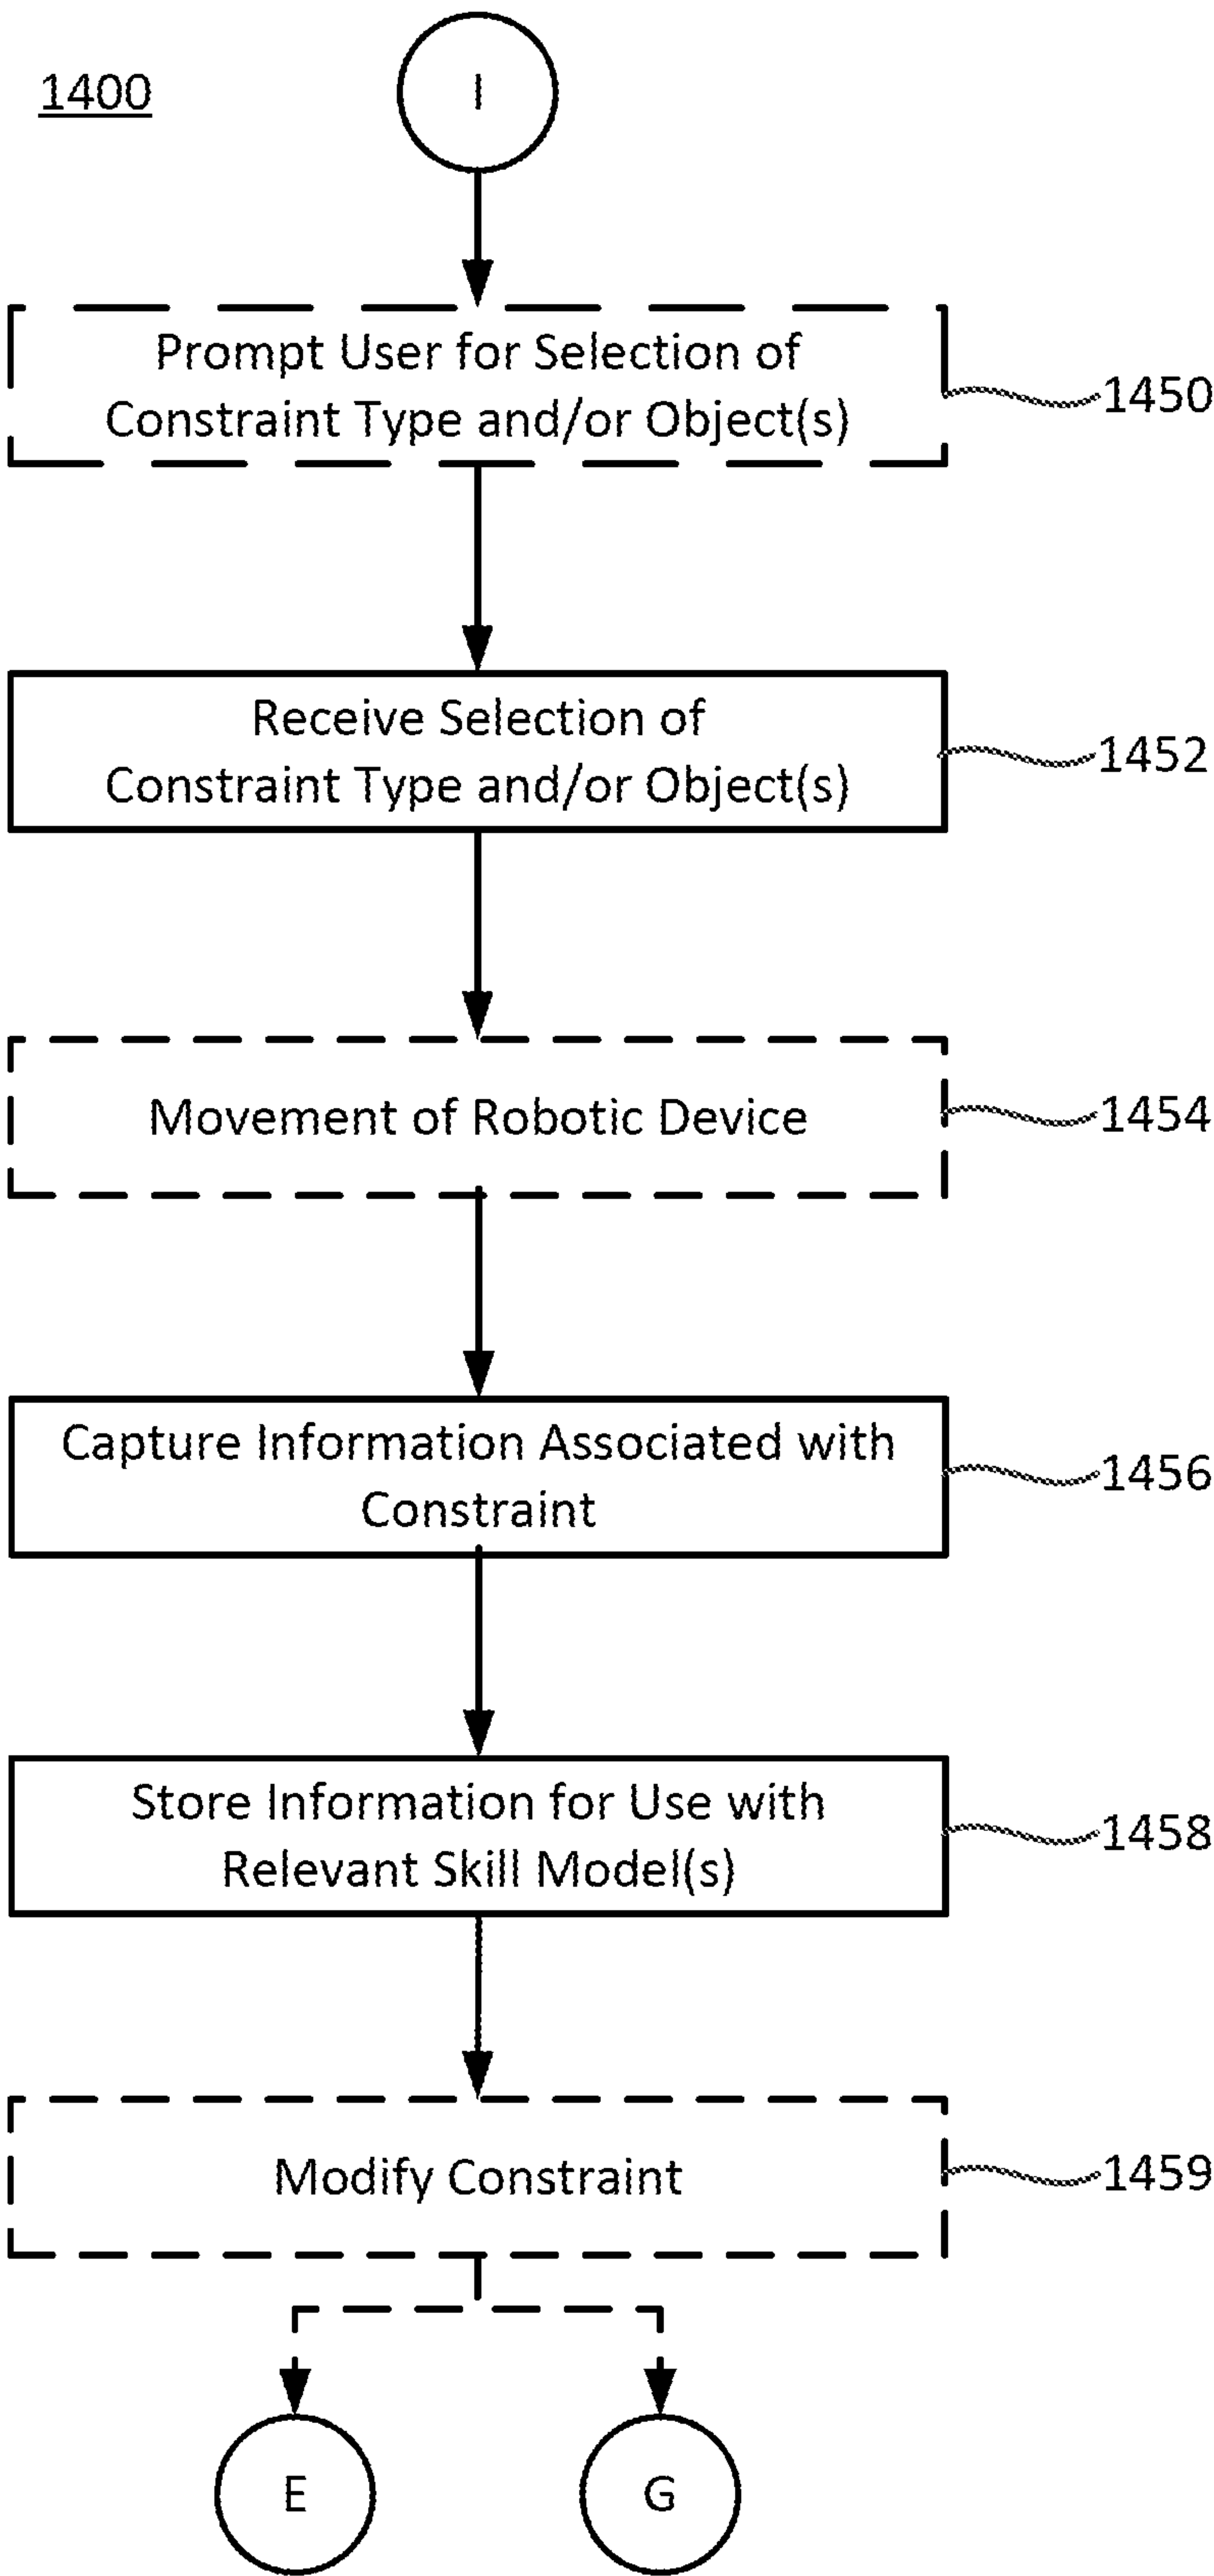 1400
I
Prompt User for Selection of
Constraint Type and/or Object(s)
1450
Receive Selection of
Constraint Type and/or Object(s)
1452
Movement of Robotic Device
1454
Capture Information Associated with
Constraint
1456
Store Information for Use with
Relevant Skill Model(s)
1458
Modify Constraint
1459
E
G